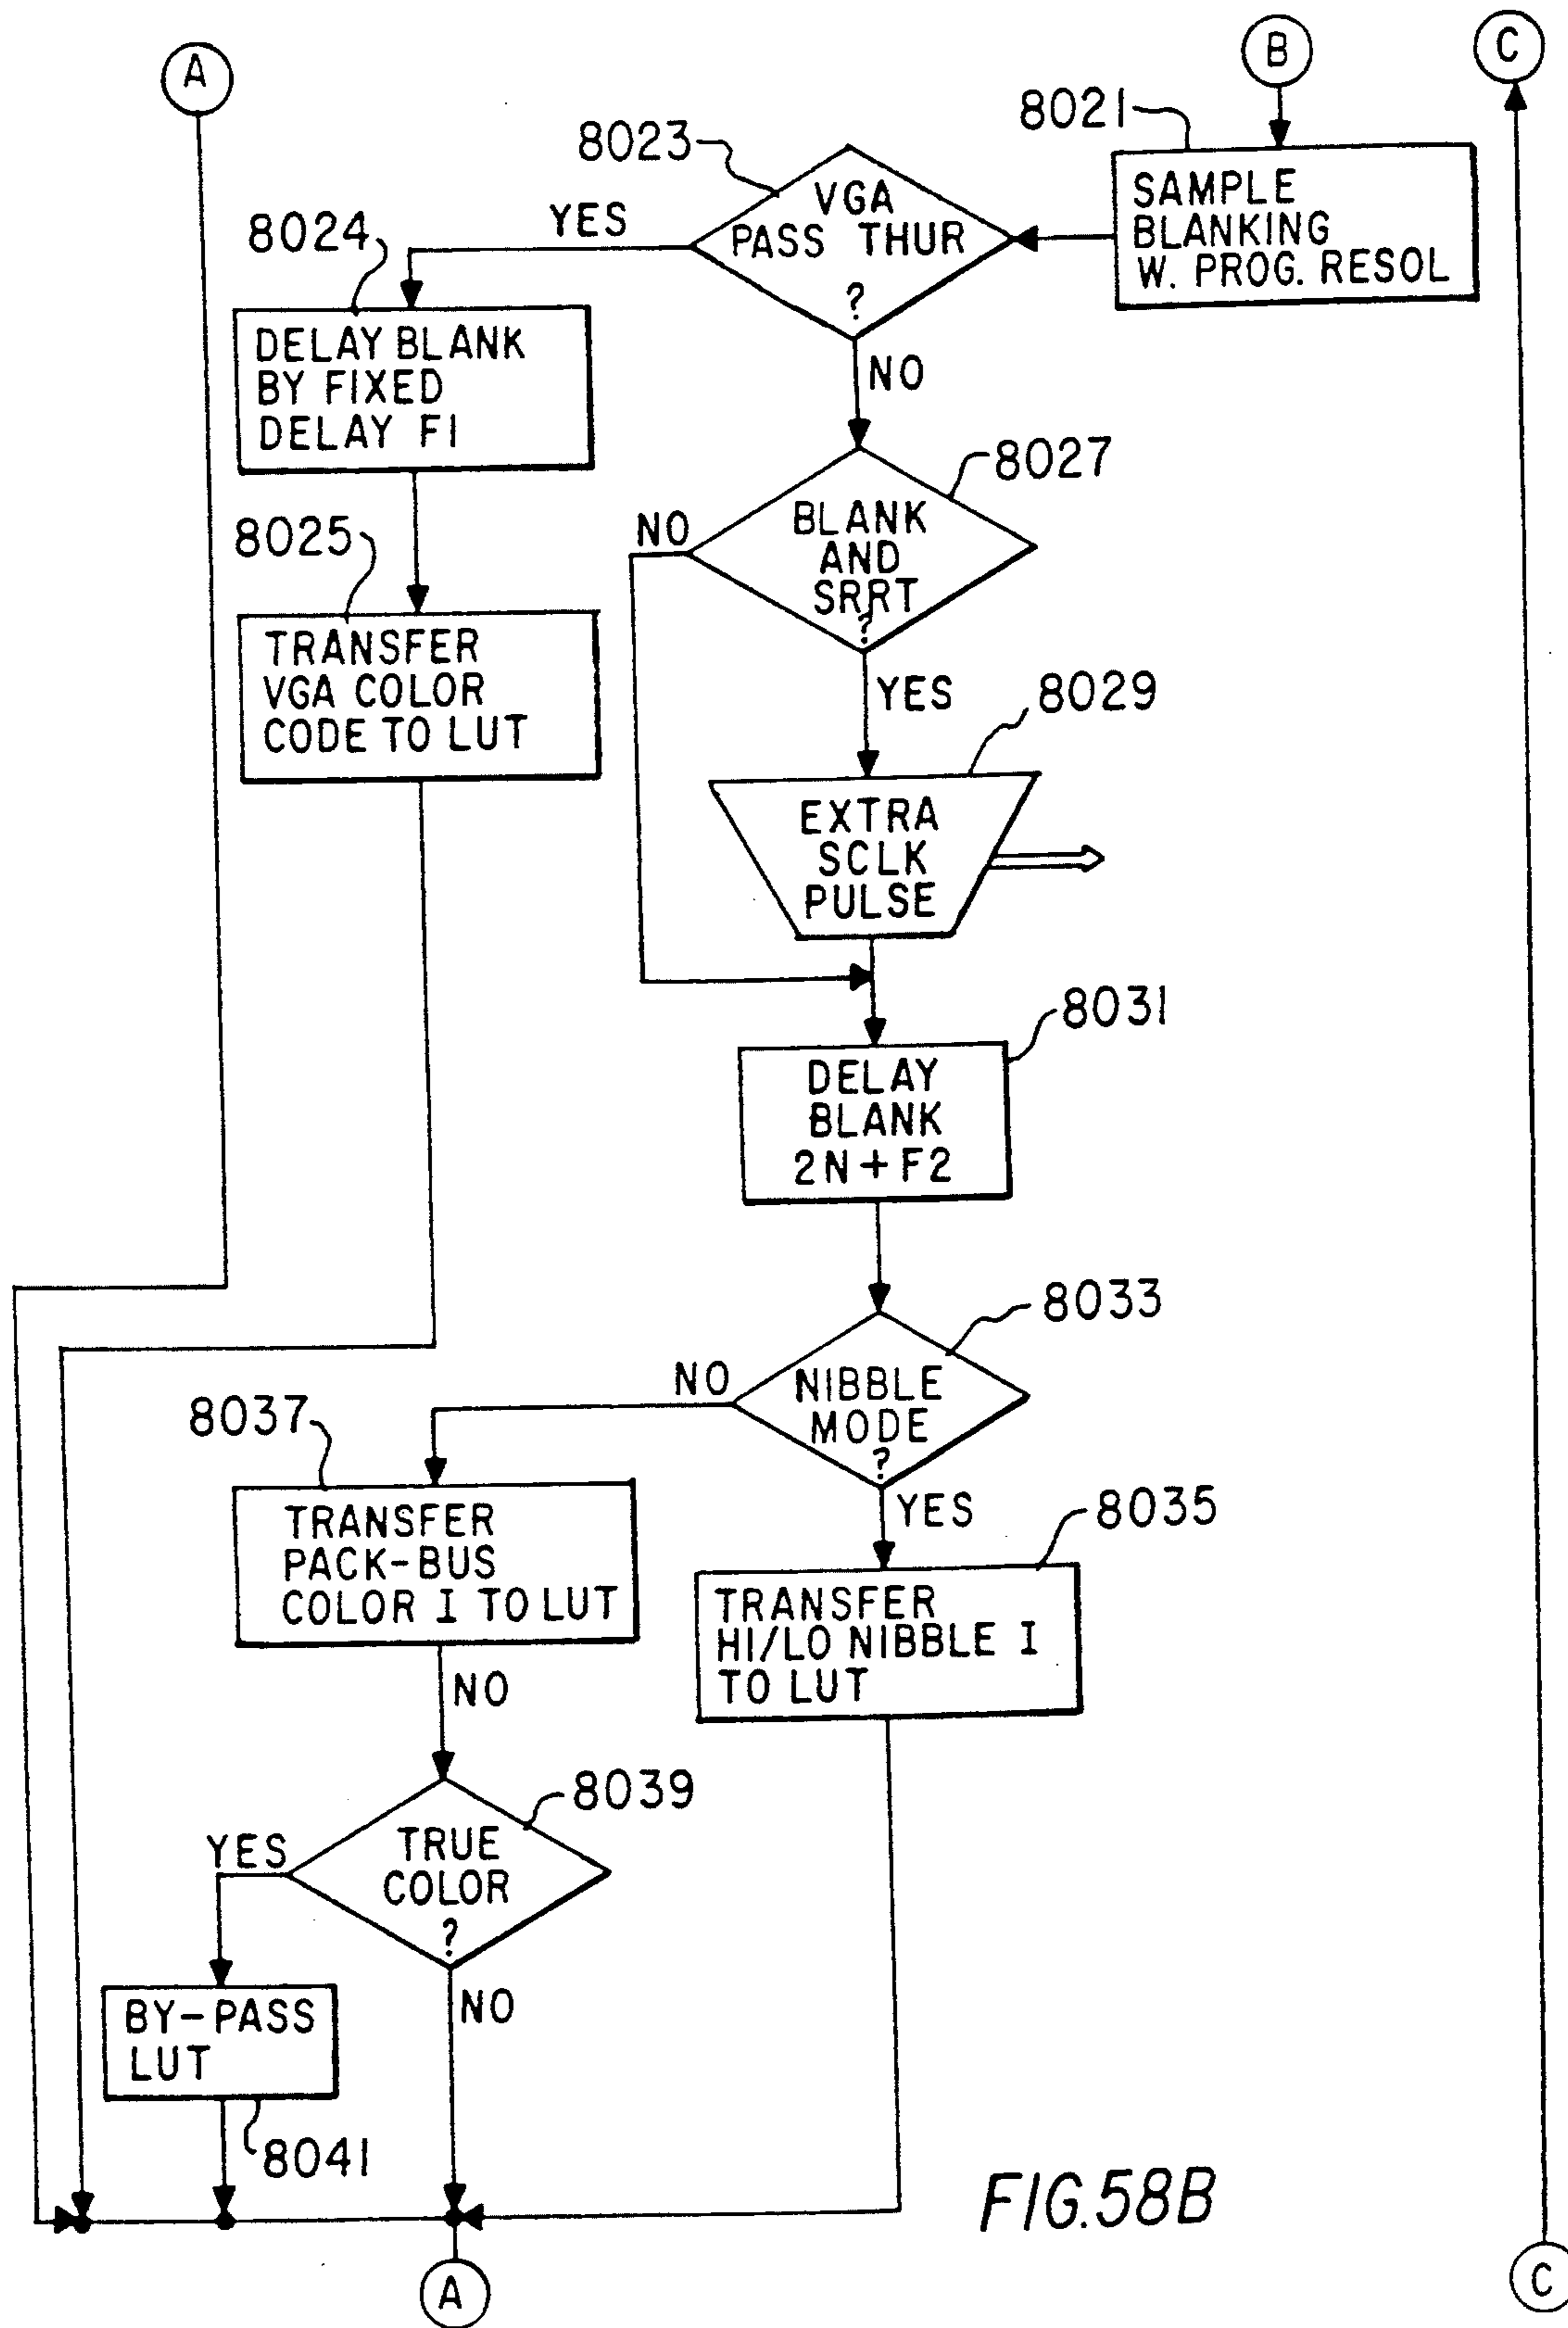 A
B
C
8021
SAMPLE
BLANKING
W. PROG. RESOL
8023
VGA
PASS THUR
?
YES
NO
8024
DELAY BLANK
BY FIXED
DELAY F1
8025
TRANSFER
VGA COLOR
CODE TO LUT
8027
BLANK
AND
SRRT
?
NO
YES
8029
EXTRA
SCLK
PULSE
8031
DELAY
BLANK
2N + F2
8033
NIBBLE
MODE
?
NO
YES
8037
TRANSFER
PACK-BUS
COLOR I TO LUT
NO
8035
TRANSFER
HI/LO NIBBLE I
TO LUT
8039
TRUE
COLOR
?
YES
NO
BY-PASS
LUT
8041
FIG.58B
A
C